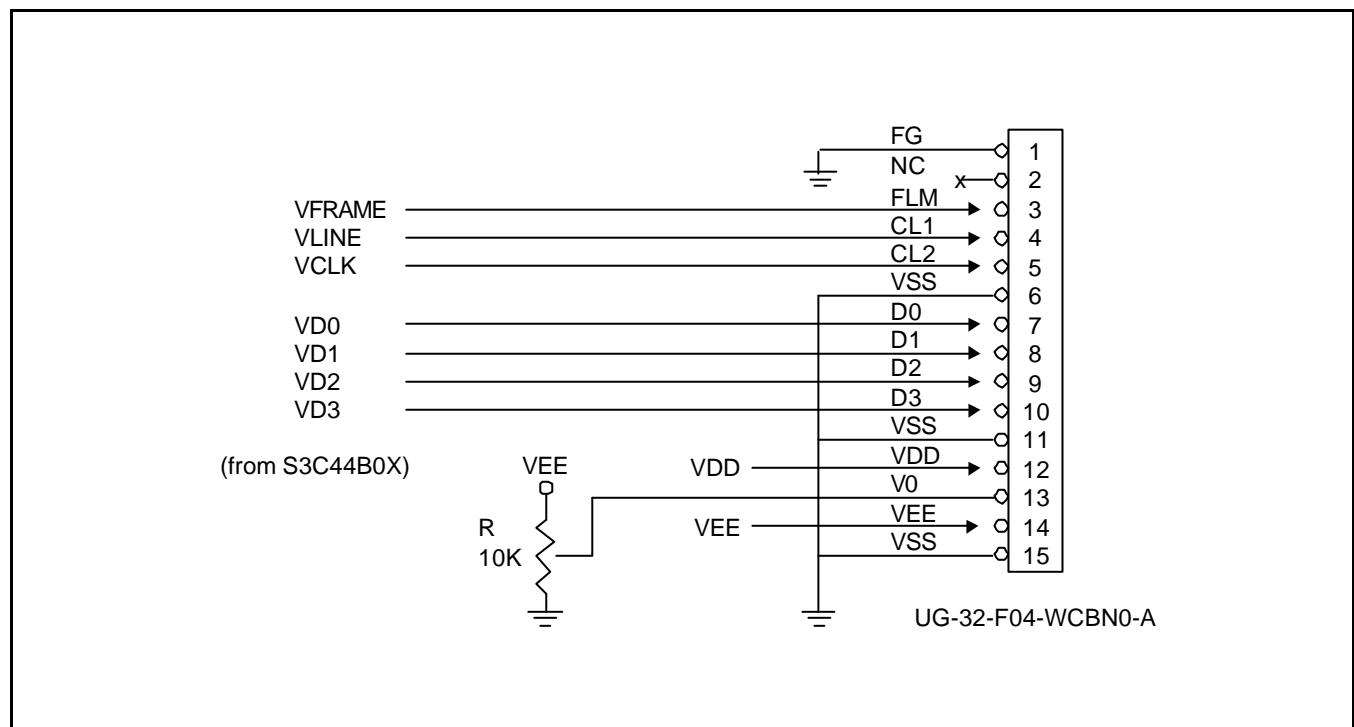 FG 1
NC x 2
VFRAME FLM 3
VLINE CL1 4
VCLK CL2 5
VSS 6
VD0 D0 7
VD1 D1 8
VD2 D2 9
VD3 D3 10
VSS 11
(from S3C44B0X) VEE VDD VDD 12
V0 13
R VEE VEE 14
10K VSS 15
UG-32-F04-WCBN0-A